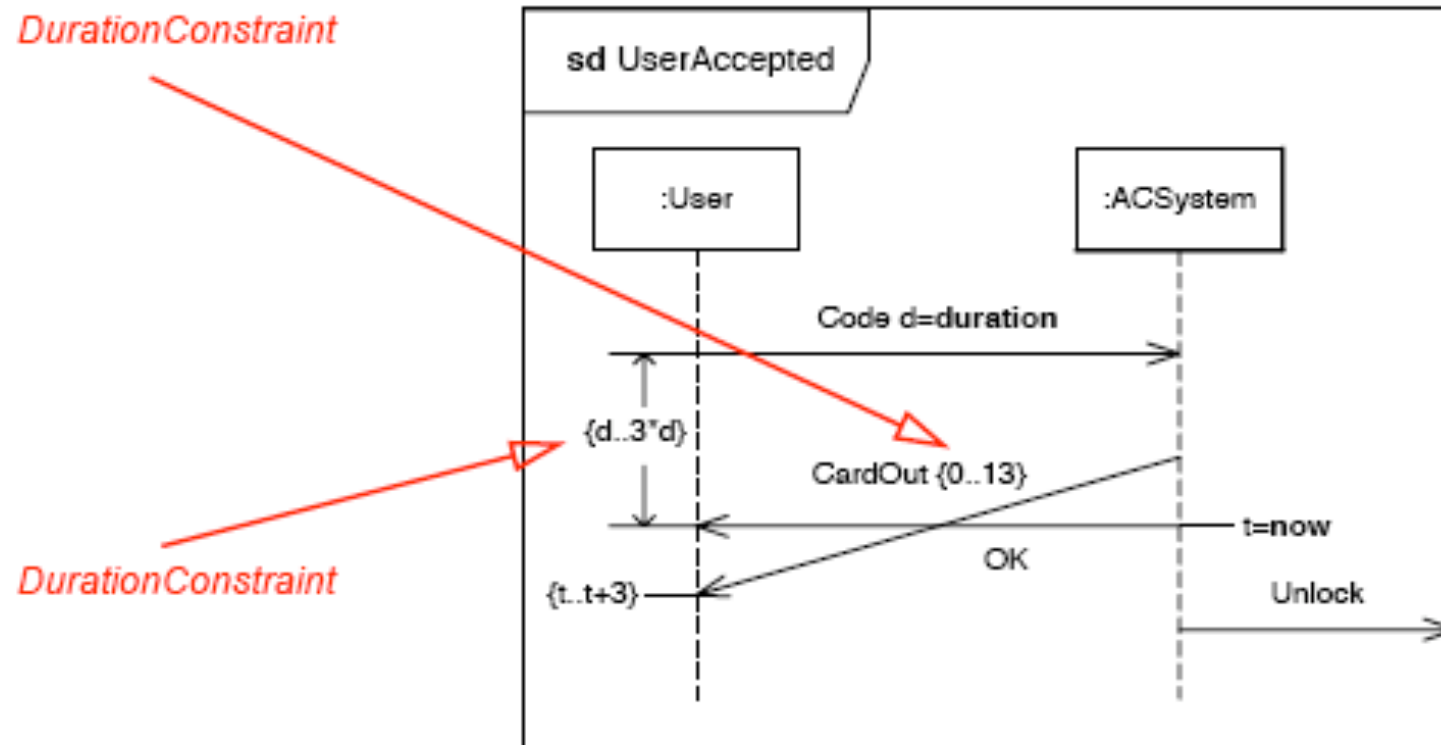 DurationConstraint
sd UserAccepted
:User
:ACSystem
Code d=duration
{d..3*d}
CardOut {0..13}
t=now
OK
DurationConstraint
{t..t+3}
Unlock